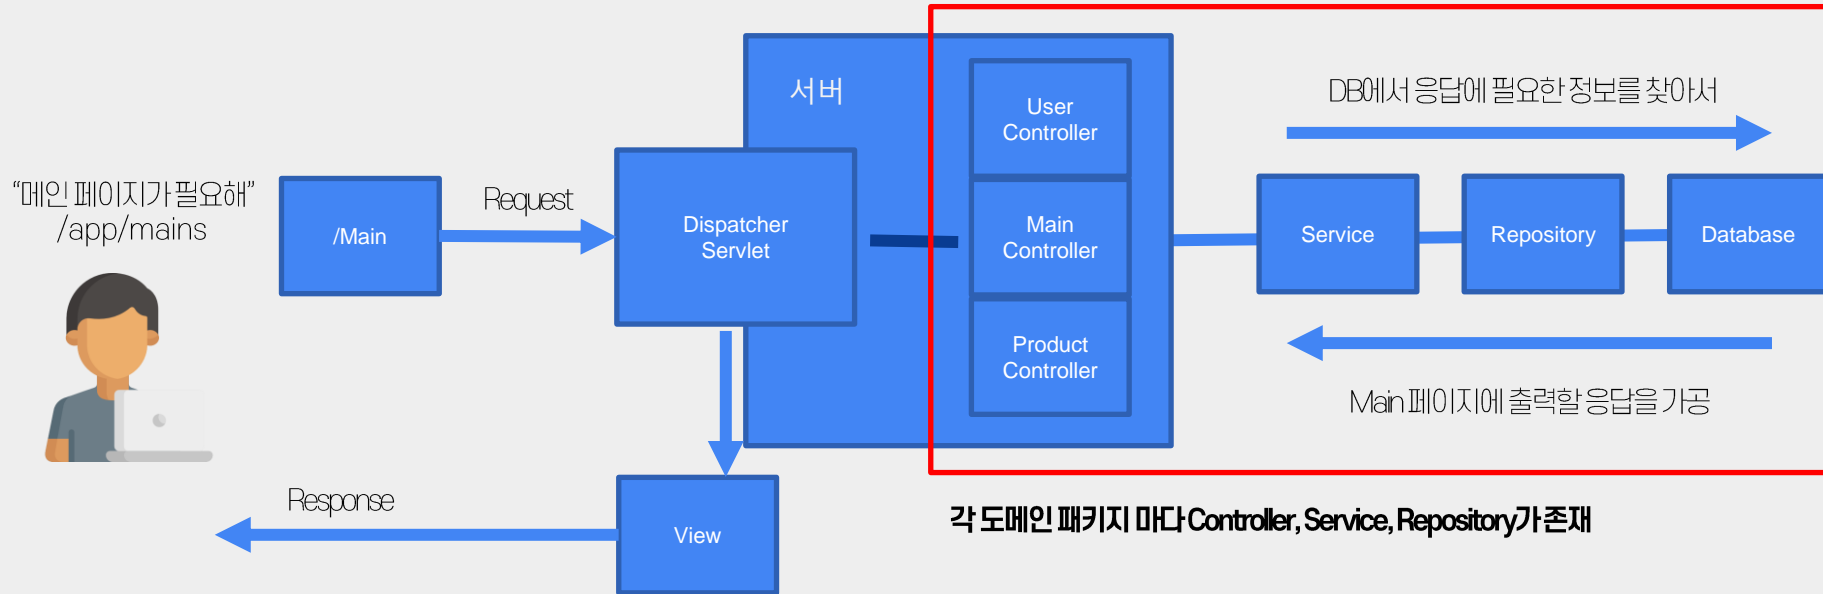 “메인 페이지가 필요해”
/app/mains
/Main
Request
Dispatcher
Servlet
서버
User
Controller
Main
Controller
Product
Controller
DB에서 응답에 필요한 정보를 찾아서
Service
Repository
Database
Main 페이지에 출력할 응답을 가공
Response
View
각 도메인 패키지 마다 Controller, Service, Repository가 존재